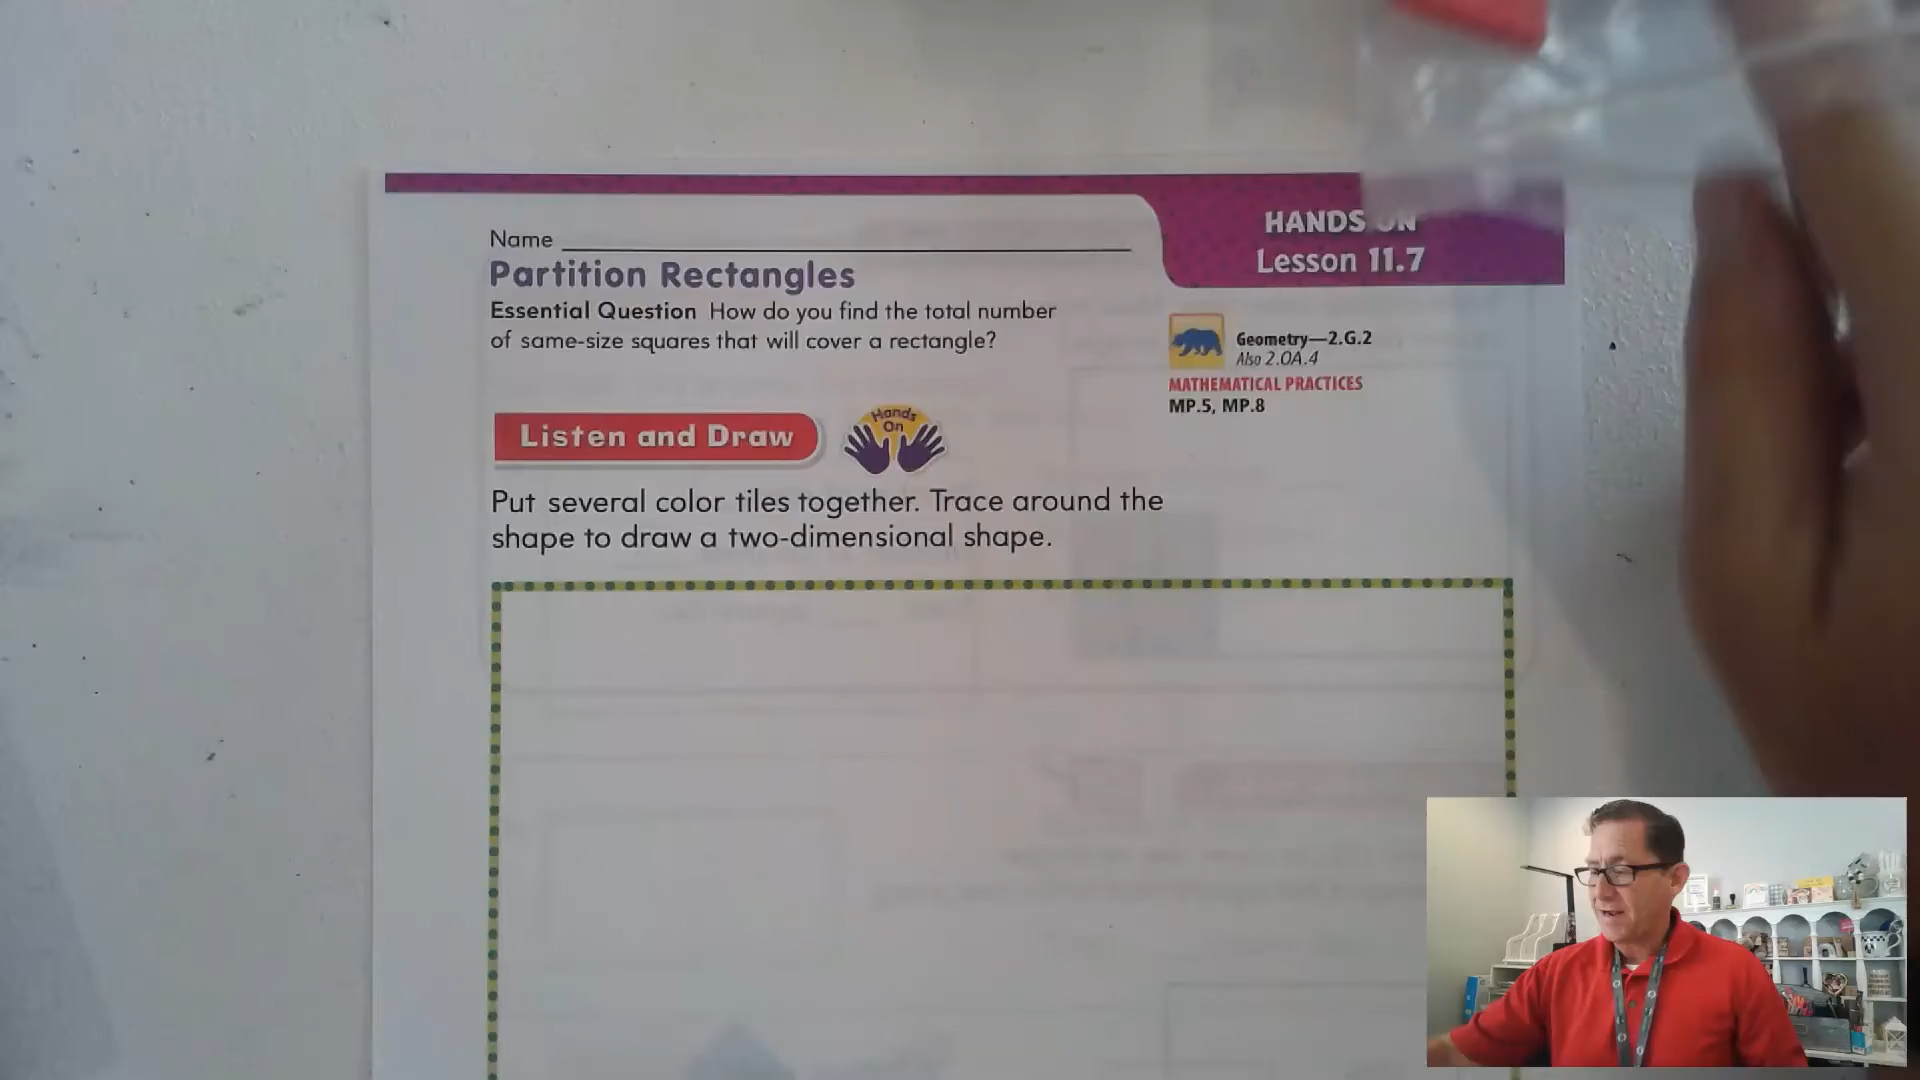 HANDS ON
Lesson 11.7
Name
Partition Rectangles
Essential Question How do you find the total number
of same-size squares that will cover a rectangle?
Geometry—2.G.2
Also 2.OA.4
MATHEMATICAL PRACTICES
MP.5, MP.8
Listen and Draw
Hands
On
Put several color tiles together. Trace around the
shape to draw a two-dimensional shape.